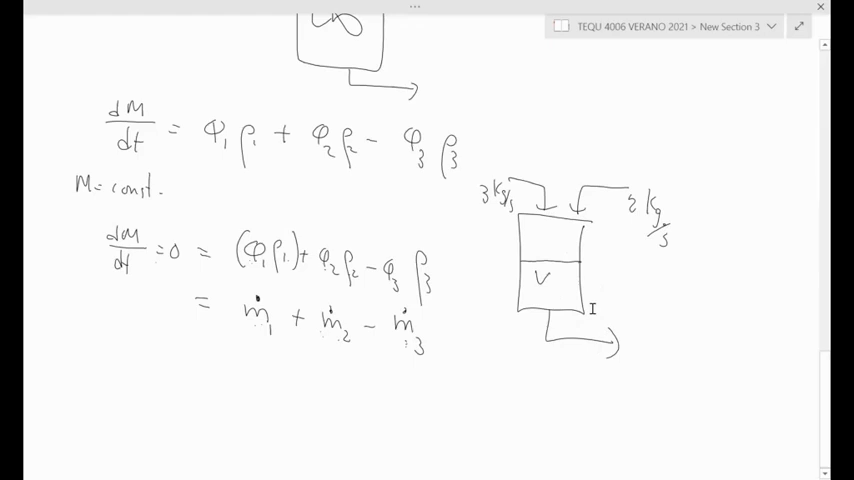 TEQU 4006 VERANO 2021 > New Section 3
dM/dt = φ₁ρ₁ + φ₂ρ₂ − φ₃ρ₃
M = const.
dM/dt = 0 = (φ₁ρ₁) + φ₂ρ₂ − φ₃ρ₃
= ṁ₁ + ṁ₂ − ṁ₃
3 Kg/s
2 Kg/s
V